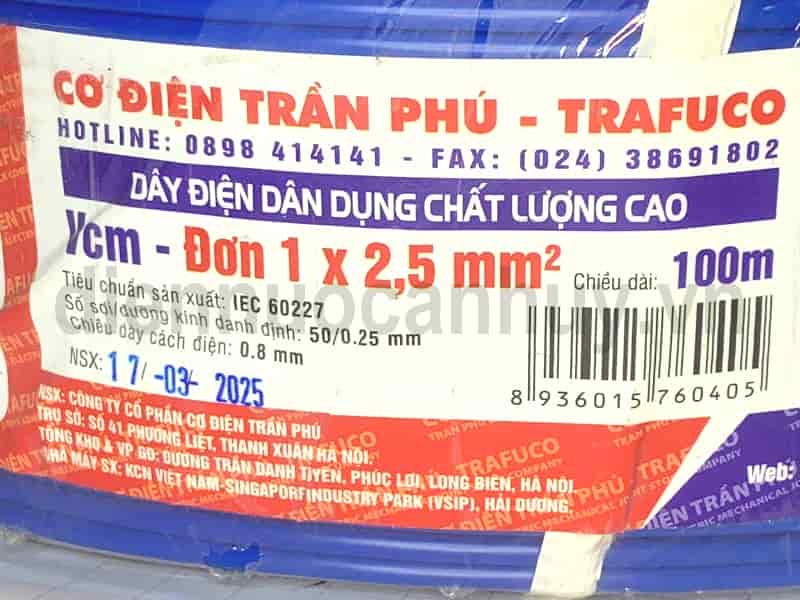 CƠ ĐIỆN TRẦN PHÚ - TRAFUCO
HOTLINE: 0898 414141 - FAX: (024) 38691802
DÂY ĐIỆN DÂN DỤNG CHẤT LƯỢNG CAO
Vcm - Đơn 1 x 2,5 mm² Chiều dài: 100m
Tiêu chuẩn sản xuất: IEC 60227
Số sợi/đường kính danh định: 50/0.25 mm
Chiều dày cách điện: 0.8 mm
NSX: 17/-03/- 2025
8 936015 760405
diennuocanhuy.vn
NSX: CÔNG TY CỔ PHẦN CƠ ĐIỆN TRẦN PHÚ
TRỤ SỞ: SỐ 41 PHƯƠNG LIỆT, THANH XUÂN HÀ NỘI.
TỔNG KHO & VP GD: ĐƯỜNG TRẦN DANH TUYÊN, PHÚC LỢI, LONG BIÊN, HÀ NỘI
NHÀ MÁY SX: KCN VIỆT NAM-SINGAPORE INDUSTRY PARK (VSIP), HẢI DƯƠNG.
Web:
TRAFUCO